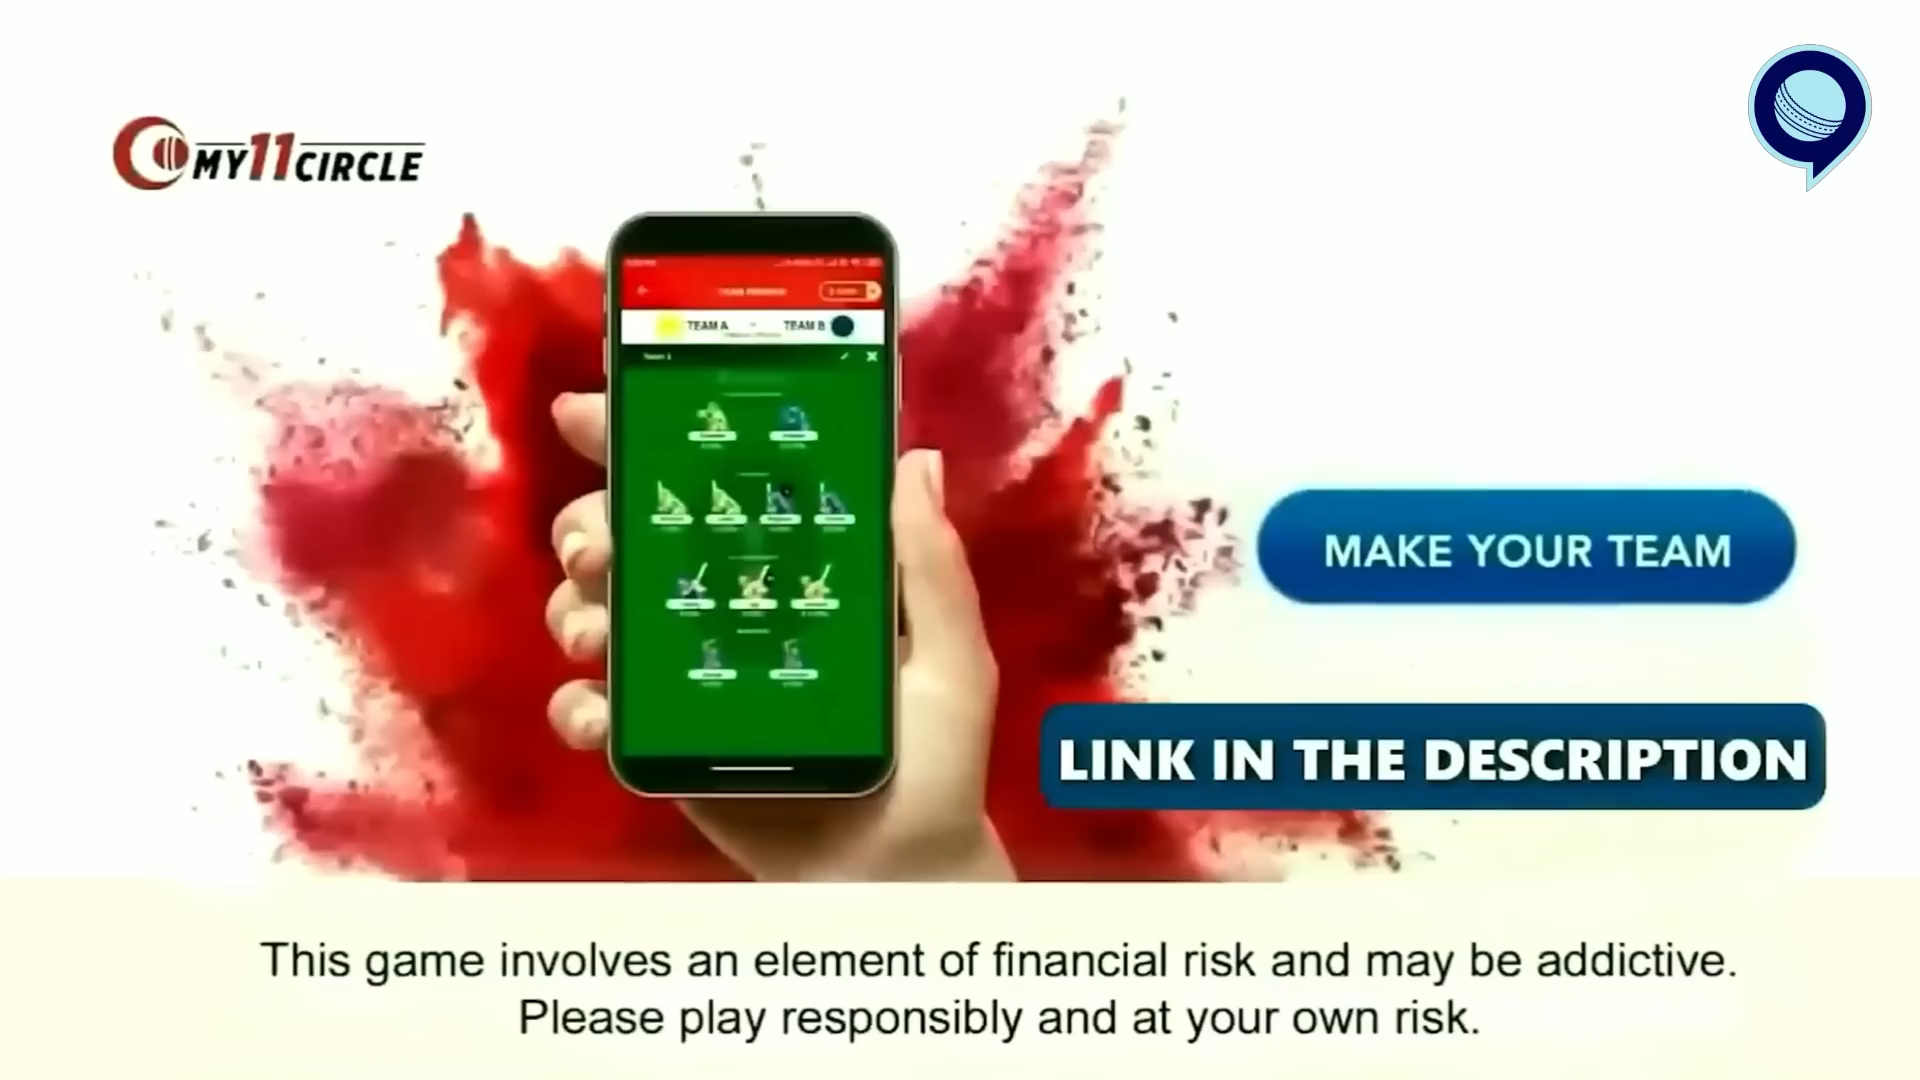 MY11CIRCLE
TEAM A
TEAM B
MAKE YOUR TEAM
LINK IN THE DESCRIPTION
This game involves an element of financial risk and may be addictive.
Please play responsibly and at your own risk.